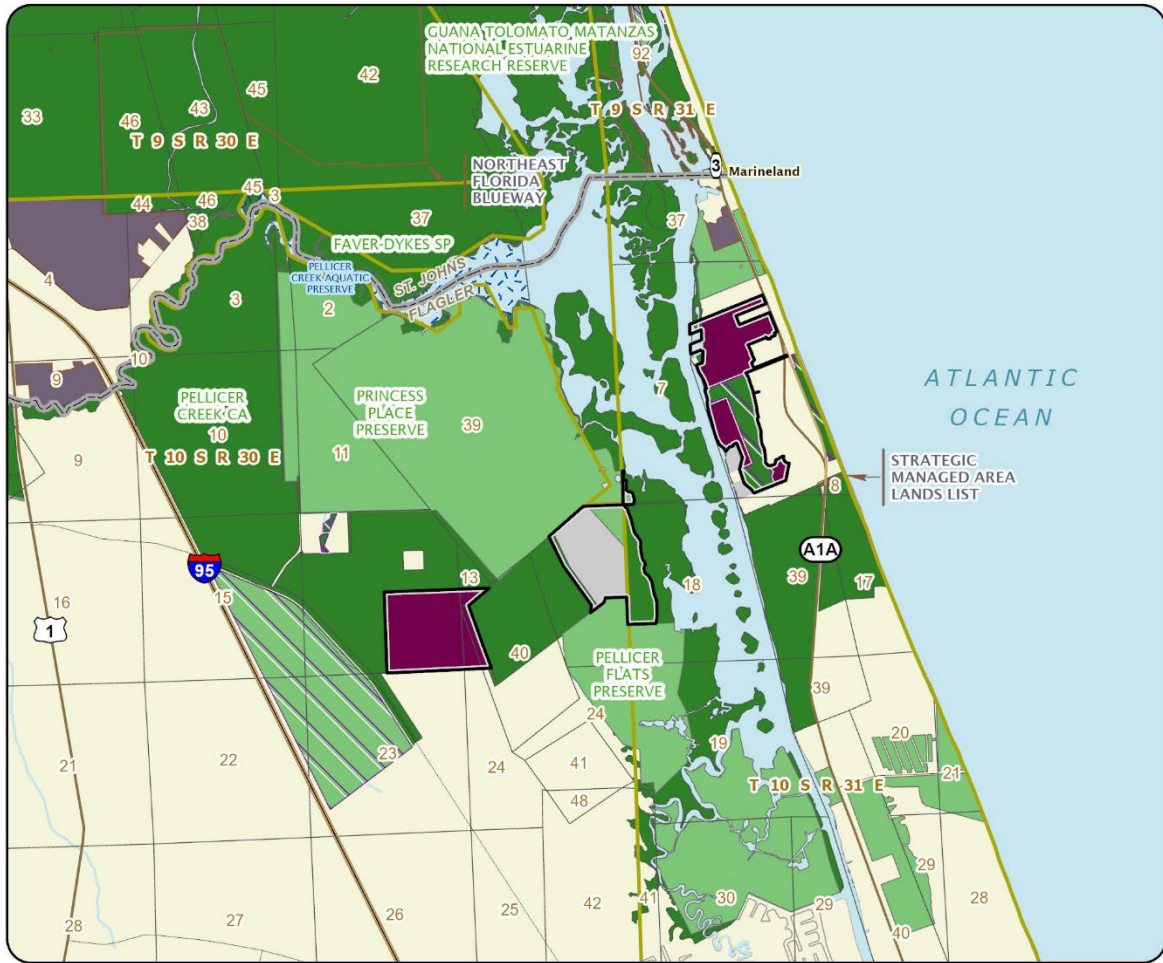 GUANA TOLOMATO MATANZAS
NATIONAL ESTUARINE
RESEARCH RESERVE
92
42
45
43
46
33
T 9 S R 30 E
T 9 S R 31 E
3
Marineland
NORTHEAST
FLORIDA
BLUEWAY
45
3
46
44
38
37
37
FAVER-DYKES SP
PELLICER
CREEK AQUATIC
PRESERVE
ST. JOHNS
FLAGLER
4
3
2
10
9
7
PELLICER
CREEK CA
10
T 10 S R 30 E
PRINCESS
PLACE
PRESERVE
39
11
9
ATLANTIC
OCEAN
STRATEGIC
MANAGED AREA
LANDS LIST
8
A1A
95
13
15
16
1
18
39
17
40
PELLICER
FLATS
PRESERVE
39
24
19
20
21
22
21
23
24
41
48
T 10 S R 31 E
29
28
30
29
41
42
25
26
27
28
40